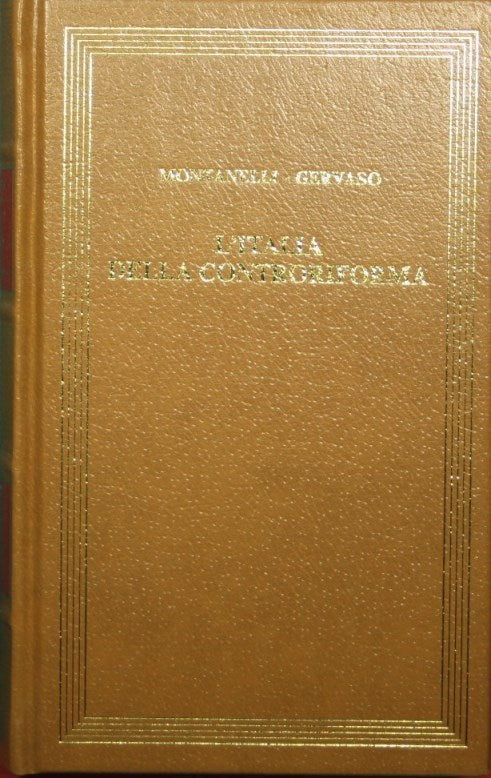 MONTANELLI - GERVASO
L'ITALIA
DELLA CONTRORIFORMA